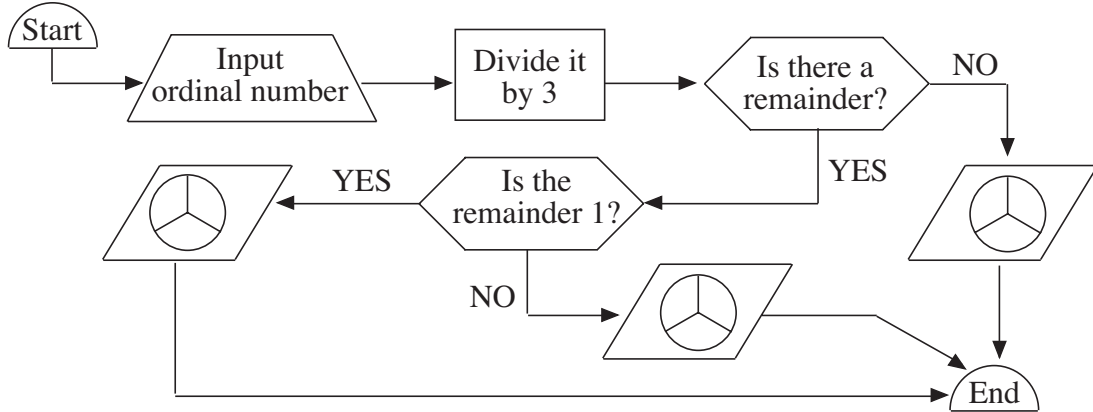 Start
Input
ordinal number
Divide it
by 3
Is there a
remainder?
NO
YES
Is the
remainder 1?
YES
NO
End